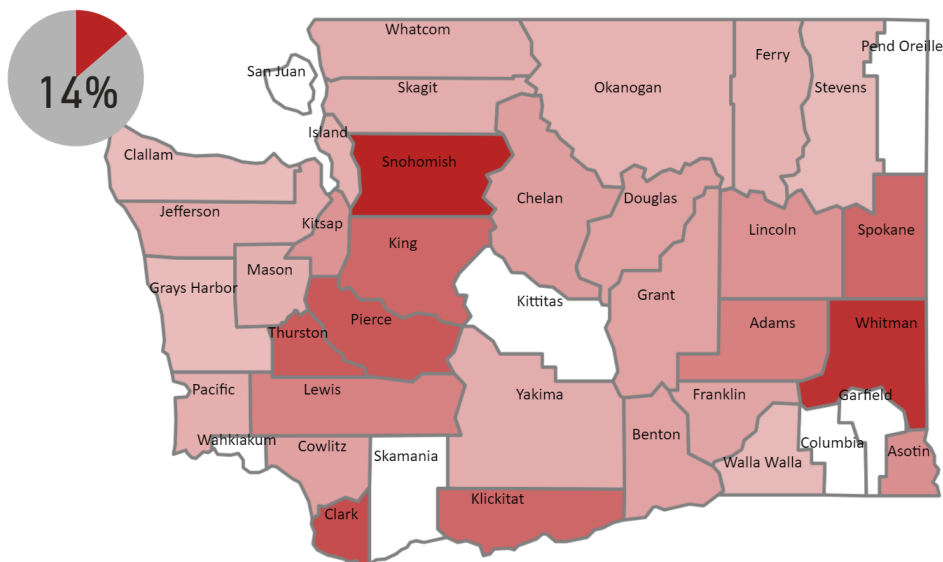 Whatcom
Pend Oreille
Ferry
San Juan
14%
Skagit
Okanogan
Stevens
Island
Clallam
Snohomish
Chelan
Douglas
Jefferson
Kitsap
King
Lincoln
Spokane
Mason
Grays Harbor
Kittitas
Grant
Thurston
Pierce
Adams
Whitman
Pacific
Lewis
Yakima
Franklin
Garfield
Wahkiakum
Cowlitz
Skamania
Benton
Columbia
Asotin
Walla Walla
Klickitat
Clark